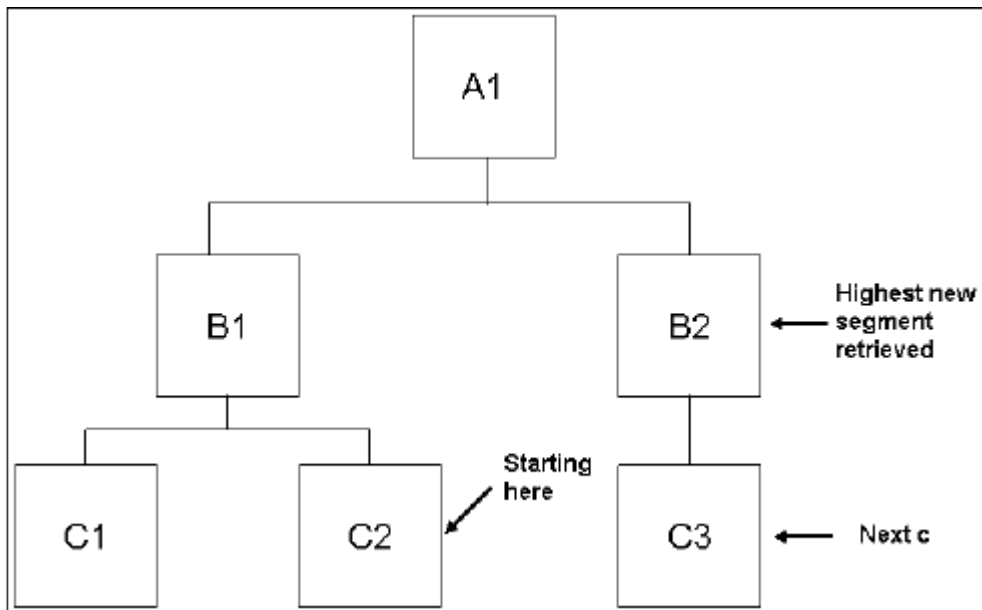 A1
B1
B2
Highest new
segment
retrieved
C1
C2
Starting
here
C3
Next c